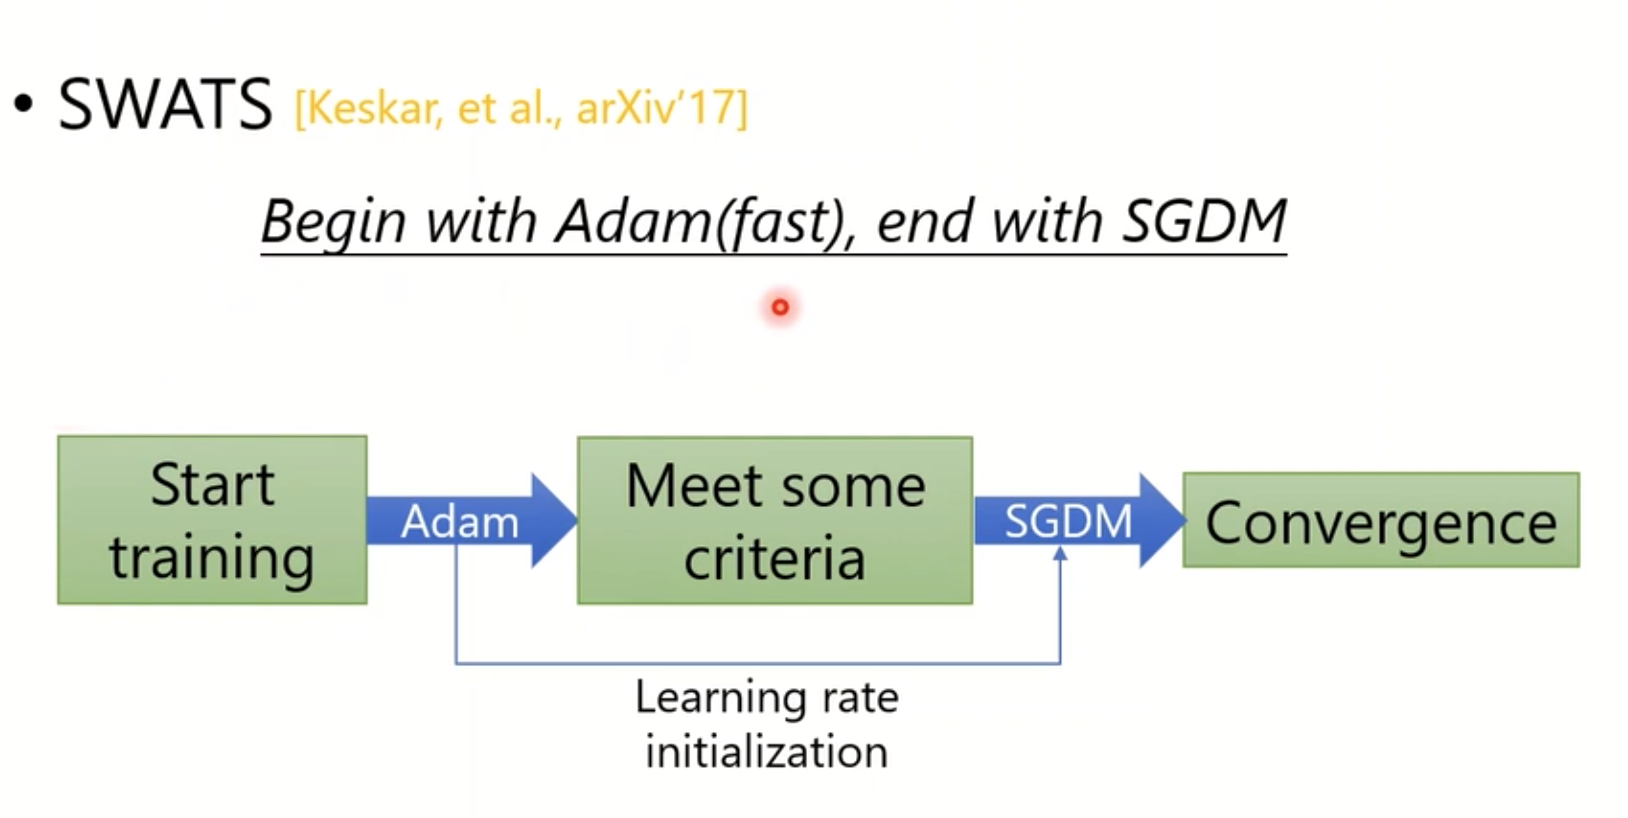 • SWATS [Keskar, et al., arXiv'17]
Begin with Adam(fast), end with SGDM
Start
training
Adam
Meet some
criteria
SGDM
Convergence
Learning rate
initialization